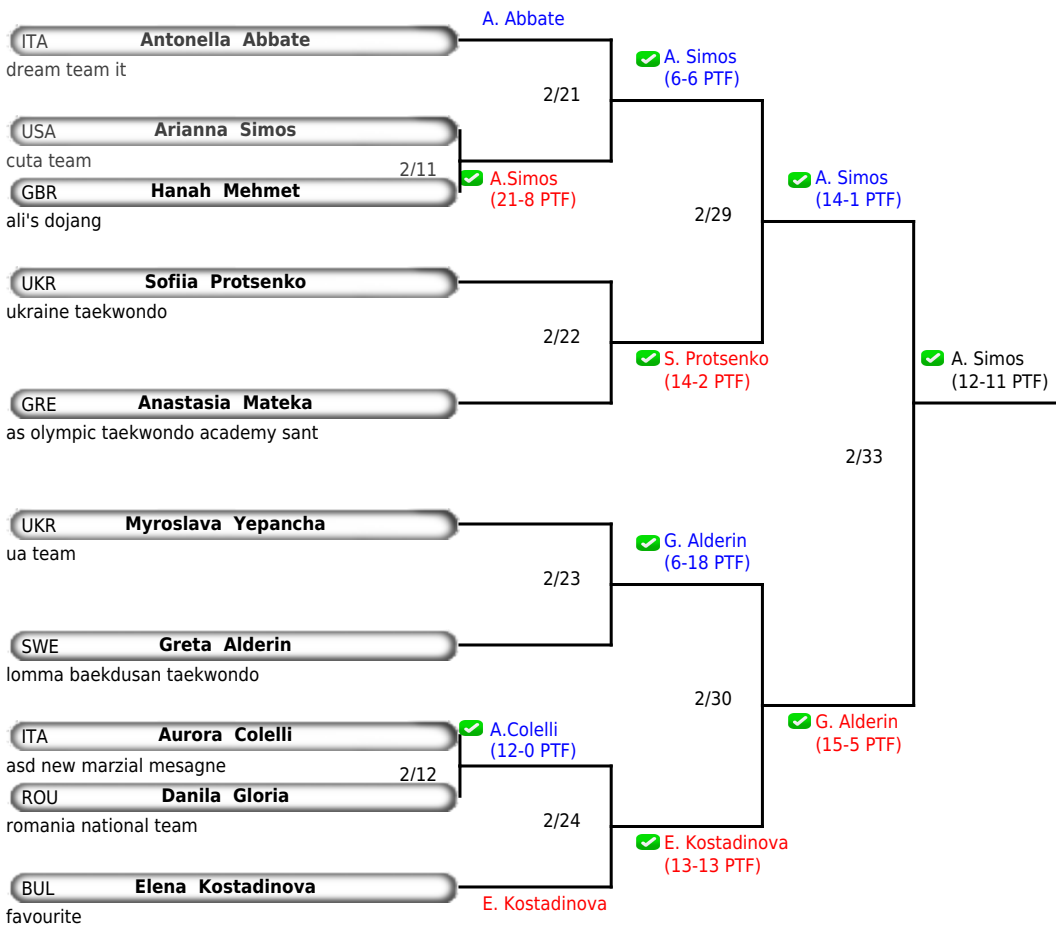 A. Abbate
ITA Antonella Abbate
dream team it
A. Simos
(6-6 PTF)
2/21
USA Arianna Simos
cuta team
2/11
A.Simos
(21-8 PTF)
GBR Hanah Mehmet
ali's dojang
A. Simos
(14-1 PTF)
2/29
UKR Sofiia Protsenko
ukraine taekwondo
2/22
S. Protsenko
(14-2 PTF)
A. Simos
(12-11 PTF)
GRE Anastasia Mateka
as olympic taekwondo academy sant
2/33
UKR Myroslava Yepancha
ua team
G. Alderin
(6-18 PTF)
2/23
SWE Greta Alderin
lomma baekdusan taekwondo
2/30
G. Alderin
(15-5 PTF)
ITA Aurora Colelli
asd new marzial mesagne
A.Colelli
(12-0 PTF)
2/12
ROU Danila Gloria
romania national team
2/24
E. Kostadinova
(13-13 PTF)
BUL Elena Kostadinova
favourite
E. Kostadinova